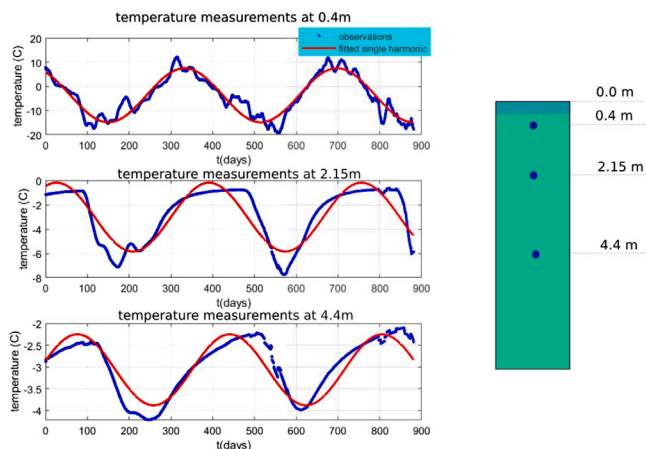 temperature measurements at 0.4m
observations
fitted single harmonic
temperature (C)
20
10
0
-10
-20
0 100 200 300 400 500 600 700 800 900
t(days)
temperature measurements at 2.15m
temperature (C)
0
-2
-4
-6
-8
0 100 200 300 400 500 600 700 800 900
t(days)
temperature measurements at 4.4m
temperature (C)
-2
-2.5
-3
-3.5
-4
0 100 200 300 400 500 600 700 800 900
t(days)
0.0 m
0.4 m
2.15 m
4.4 m